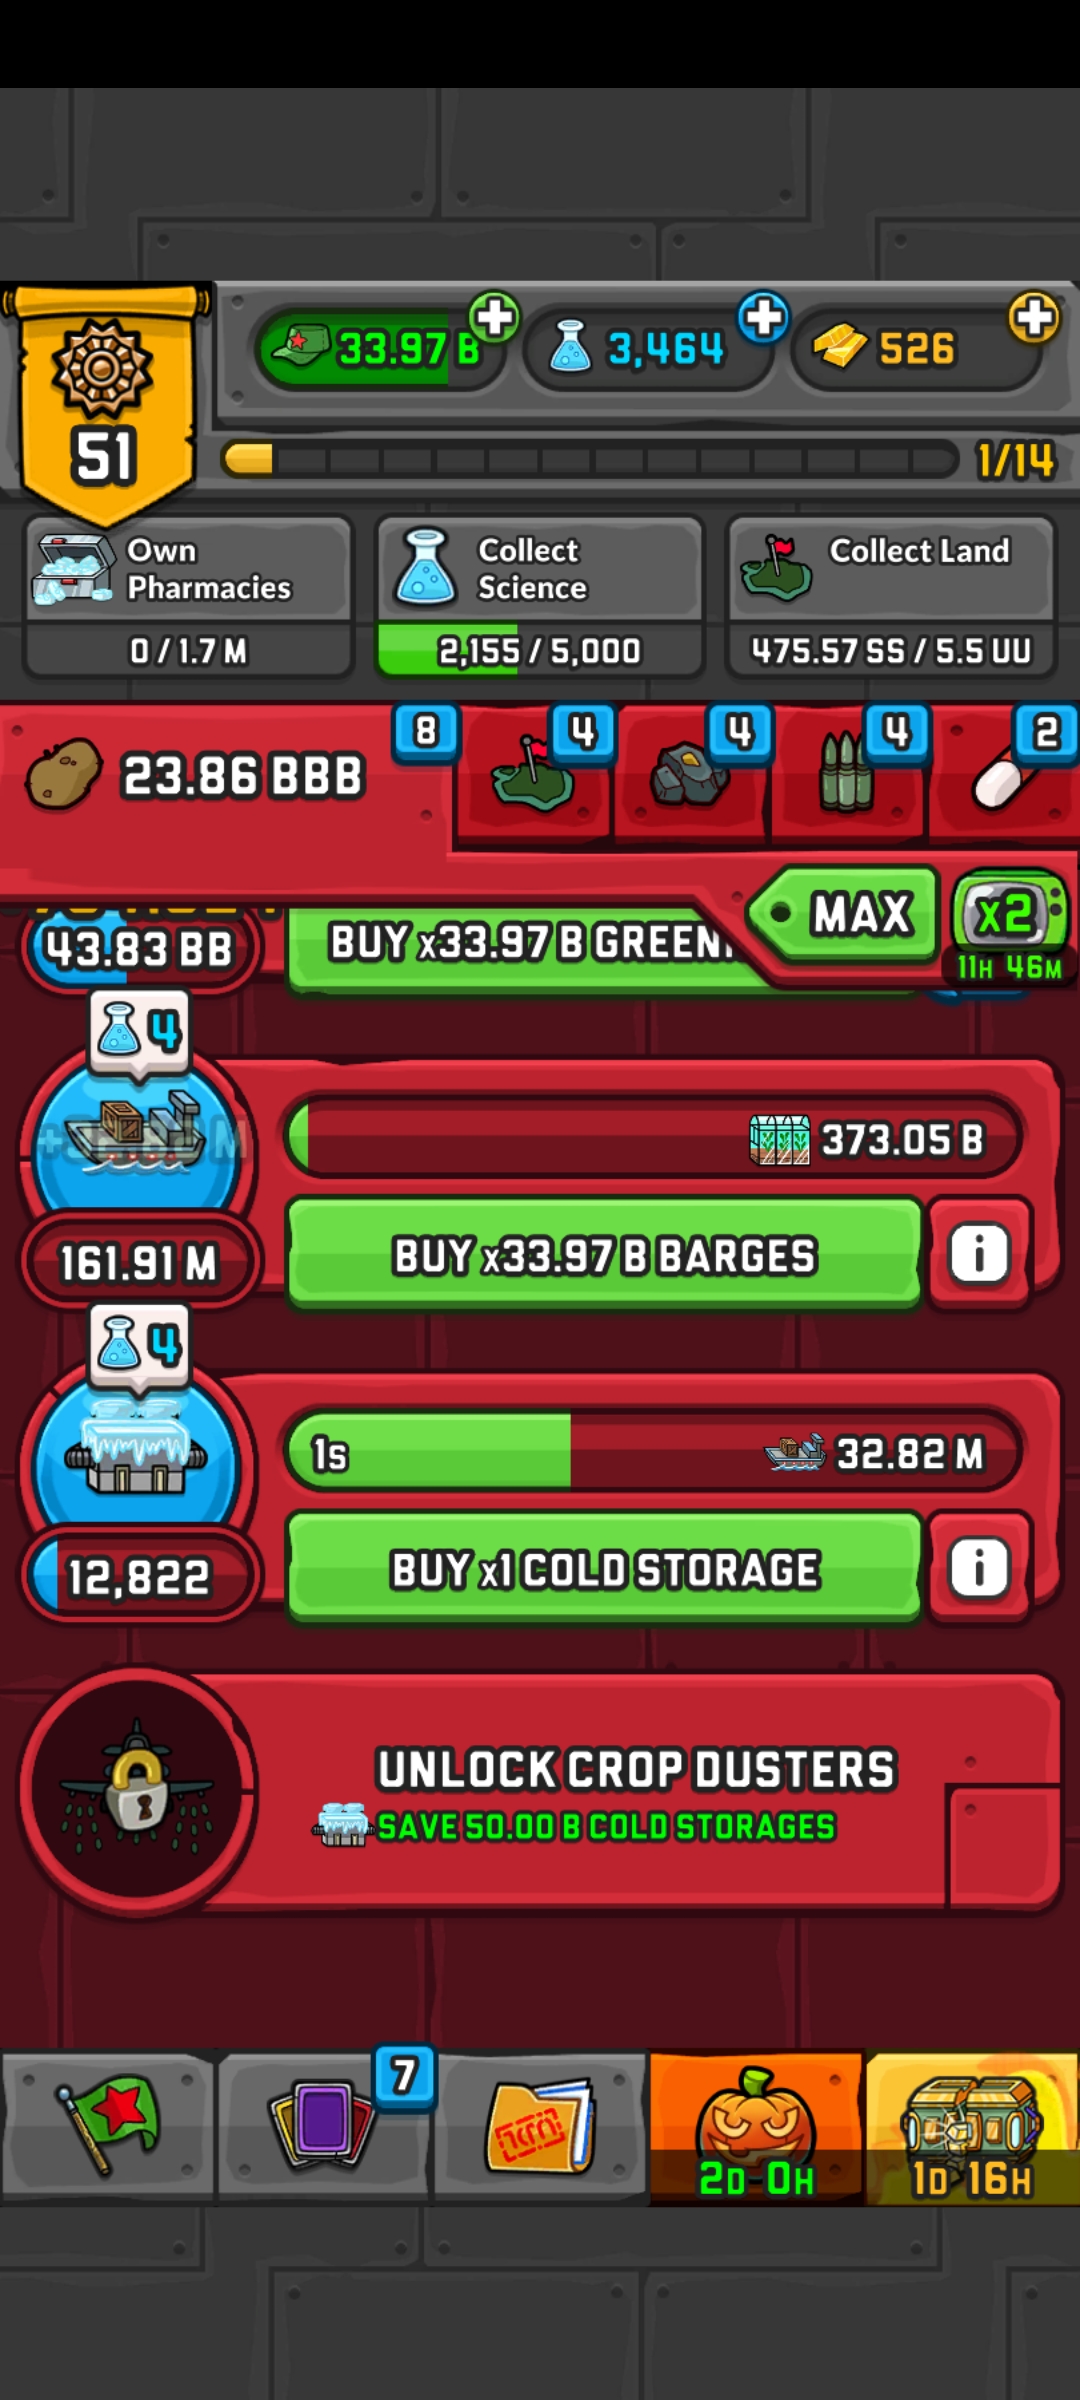 33.97 B
3,464
526
51
1/14
Own
Pharmacies
0 / 1.7 M
Collect
Science
2,155 / 5,000
Collect Land
475.57 SS / 5.5 UU
23.86 BBB
8
4
4
4
2
MAX
x2
11H 46M
43.83 BB
BUY x33.97 B GREEN
4
373.05 B
161.91 M
BUY x33.97 B BARGES
i
4
1s
32.82 M
12,822
BUY x1 COLD STORAGE
i
UNLOCK CROP DUSTERS
SAVE 50.00 B COLD STORAGES
7
2D 0H
1D 16H